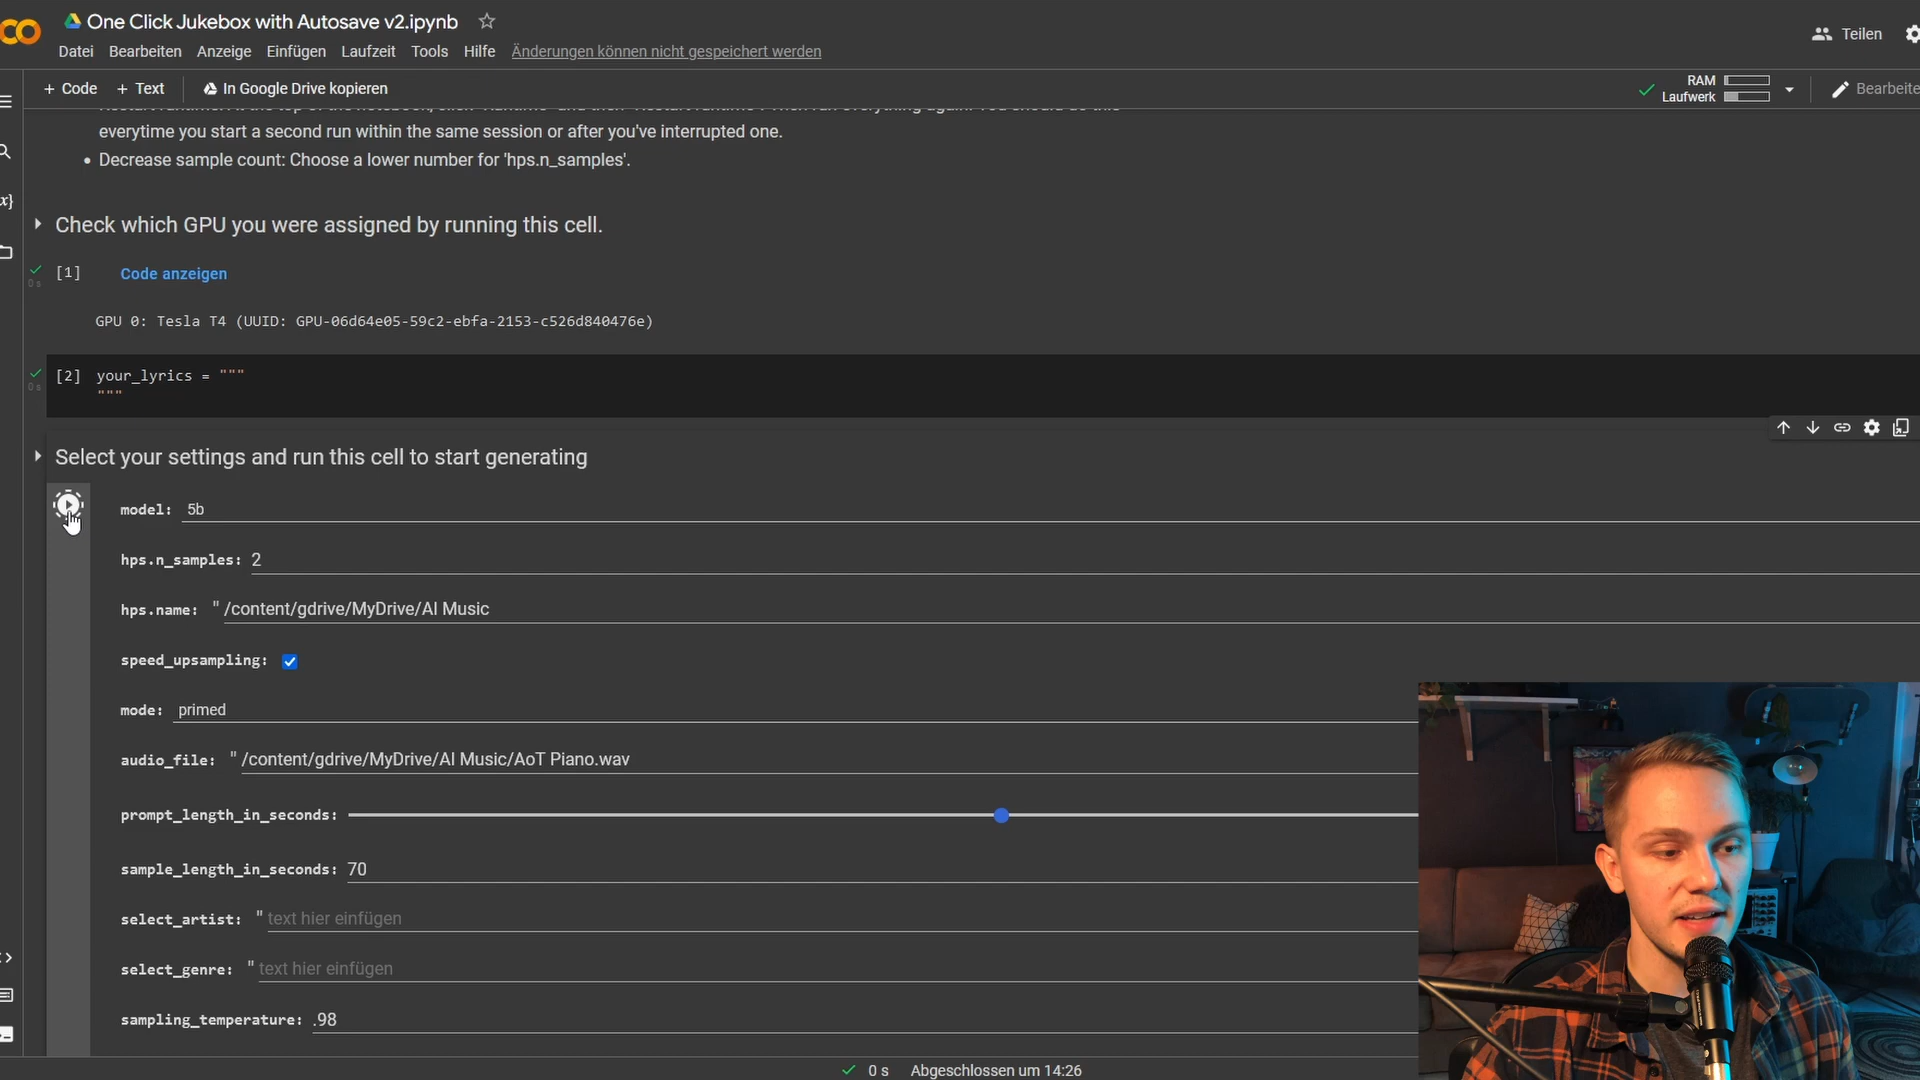 One Click Jukebox with Autosave v2.ipynb
Datei Bearbeiten Anzeige Einfügen Laufzeit Tools Hilfe Änderungen können nicht gespeichert werden
Teilen
+ Code + Text In Google Drive kopieren
RAM
Laufwerk
Bearbeite
everytime you start a second run within the same session or after you've interrupted one.
• Decrease sample count: Choose a lower number for 'hps.n_samples'.
Check which GPU you were assigned by running this cell.
[1] Code anzeigen
0 s
GPU 0: Tesla T4 (UUID: GPU-06d64e05-59c2-ebfa-2153-c526d840476e)
[2] your_lyrics = """
0 s
"""
Select your settings and run this cell to start generating
model: 5b
hps.n_samples: 2
hps.name: " /content/gdrive/MyDrive/AI Music
speed_upsampling:
mode: primed
audio_file: " /content/gdrive/MyDrive/AI Music/AoT Piano.wav
prompt_length_in_seconds:
sample_length_in_seconds: 70
select_artist: " text hier einfügen
select_genre: " text hier einfügen
sampling_temperature: .98
0 s Abgeschlossen um 14:26